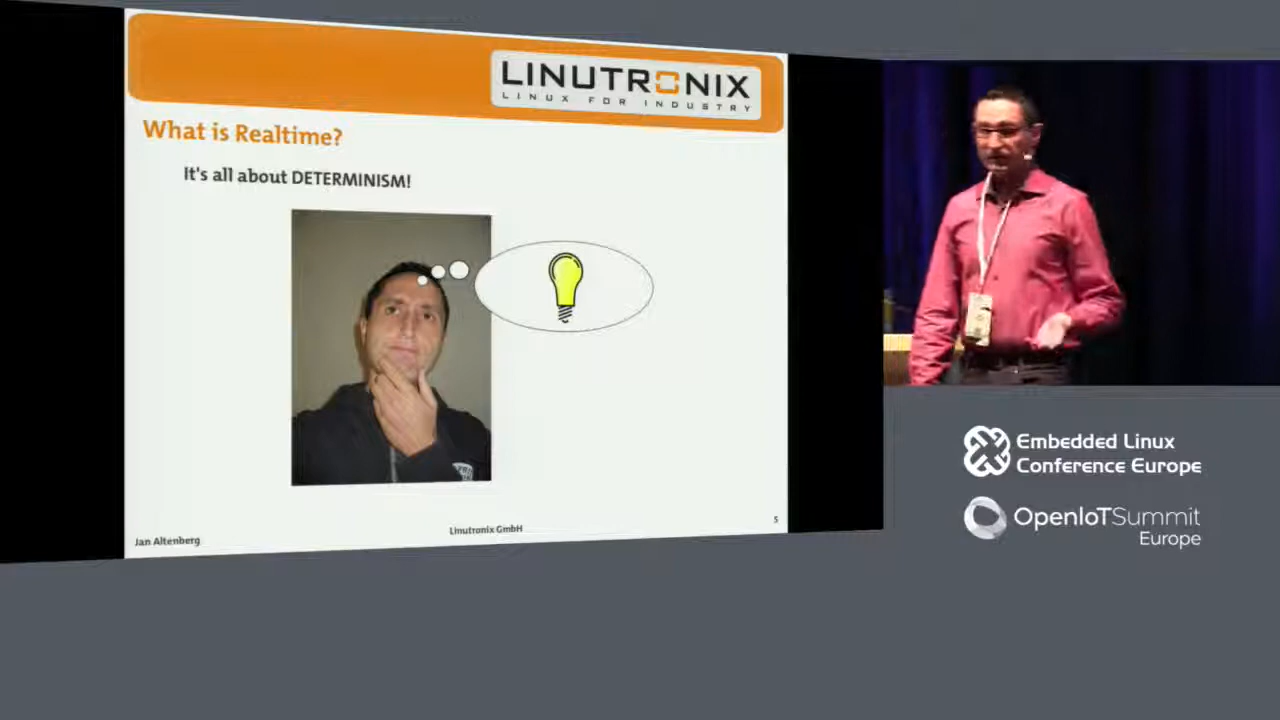 LINUTRONIX
LINUX FOR INDUSTRY
What is Realtime?
It's all about DETERMINISM!
Jan Altenberg
Linutronix GmbH
5
Embedded Linux
Conference Europe
OpenIoTSummit
Europe